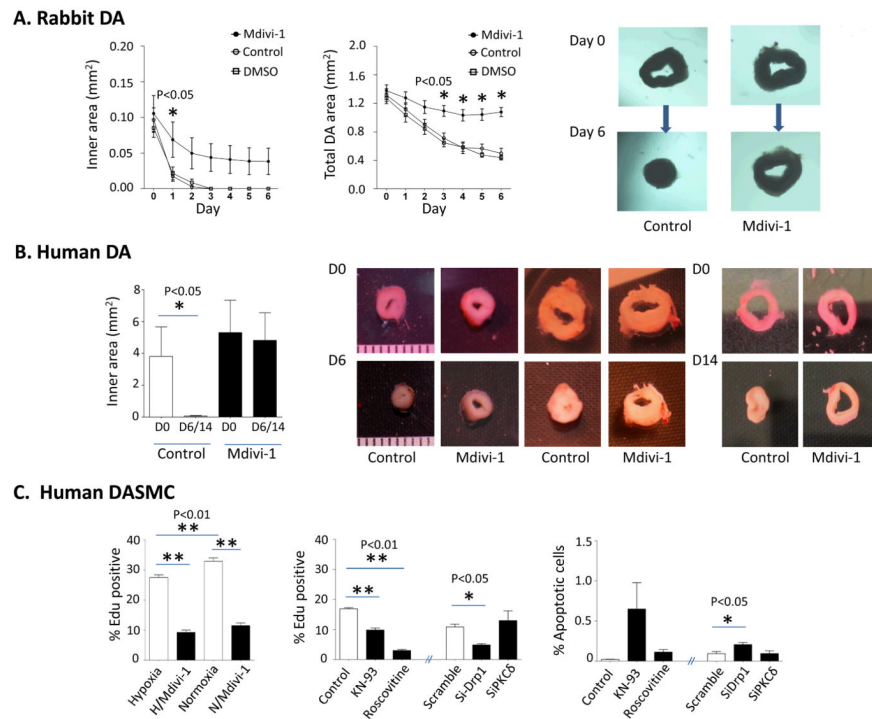 A. Rabbit DA
Inner area (mm²)
0.20
0.15
0.10
0.05
0.00
P<0.05
*
Mdivi-1
Control
DMSO
0 1 2 3 4 5 6
Day
Total DA area (mm²)
2.0
1.6
1.2
0.8
0.4
0.0
Mdivi-1
Control
DMSO
P<0.05
* * * *
0 1 2 3 4 5 6
Day
Day 0
Day 6
Control Mdivi-1
B. Human DA
Inner area (mm²)
8
6
4
2
0
P<0.05
*
D0 D6/14 D0 D6/14
Control Mdivi-1
D0
D6
Control Mdivi-1 Control Mdivi-1
D0
D14
Control Mdivi-1
C. Human DASMC
% Edu positive
40
30
20
10
0
P<0.01
**
** **
Hypoxia
H/Mdivi-1
Normoxia
N/Mdivi-1
% Edu positive
40
30
20
10
0
P<0.01
**
**
P<0.05
*
Control
KN-93
Roscovitine
//
Scramble
Si-Drp1
SiPKCδ
% Apoptotic cells
1.5
1.0
0.5
0.0
P<0.05
*
Control
KN-93
Roscovitine
//
Scramble
SiDrp1
SiPKCδ